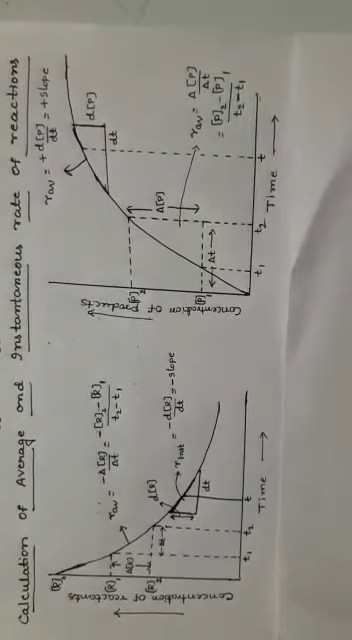 Calculation of Average and Instantaneous rate of reactions
[R]₀
[R]₁
[R]₂
Concentration of reactants
Δ[R]
Δt
r_av = -Δ[R]/Δt = -[R]₂-[R]₁/t₂-t₁
d[R]
r_inst = -d[R]/dt = -slope
dt
t₁
t₂
t
Time
Concentration of products
[P]₂
[P]₁
r_av = +d[P]/dt = +slope
d[P]
dt
Δ[P]
Δt
r_av = Δ[P]/Δt
= [P]₂-[P]₁/t₂-t₁
t₁
t₂
t
Time